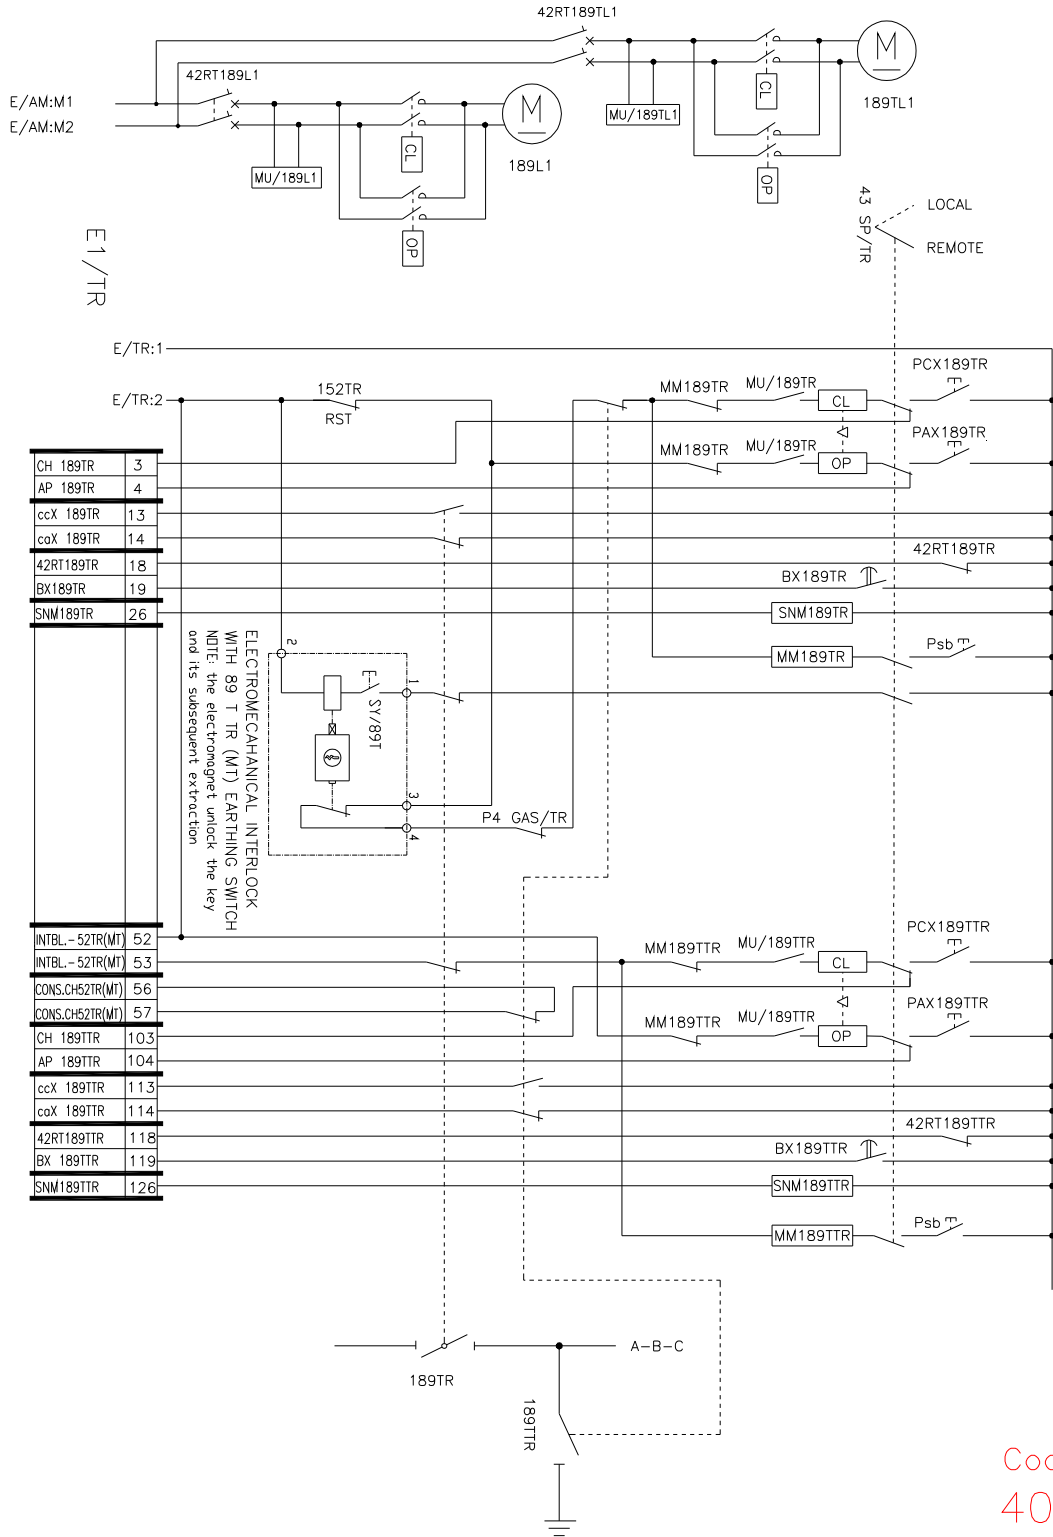 42RT189TL1
M
189TL1
CL
MU/189TL1
OP
42RT189L1
E/AM:M1
E/AM:M2
M
189L1
CL
MU/189L1
OP
E1/TR
43 SP/TR
LOCAL
REMOTE
E/TR:1
E/TR:2
152TR
RST
MM189TR
MU/189TR
CL
PCX189TR
MM189TR
MU/189TR
OP
PAX189TR
CH 189TR 3
AP 189TR 4
ccX 189TR 13
caX 189TR 14
42RT189TR 18
BX189TR 19
SNM189TR 26
42RT189TR
BX189TR
SNM189TR
MM189TR
Psb
ELECTROMECAHANICAL INTERLOCK
WITH 89 T TR (MT) EARTHING SWITCH
NOTE: the electromagnet unlock the key
and its subsequent extraction
2
1
SY/89T
3
4
P4 GAS/TR
INTBL.-52TR(MT) 52
INTBL.-52TR(MT) 53
CONS.CH52TR(MT) 56
CONS.CH52TR(MT) 57
CH 189TTR 103
AP 189TTR 104
ccX 189TTR 113
caX 189TTR 114
42RT189TTR 118
BX 189TTR 119
SNM189TTR 126
MM189TTR
MU/189TTR
CL
PCX189TTR
MM189TTR
MU/189TTR
OP
PAX189TTR
42RT189TTR
BX189TTR
SNM189TTR
MM189TTR
Psb
A-B-C
189TR
189TTR
40